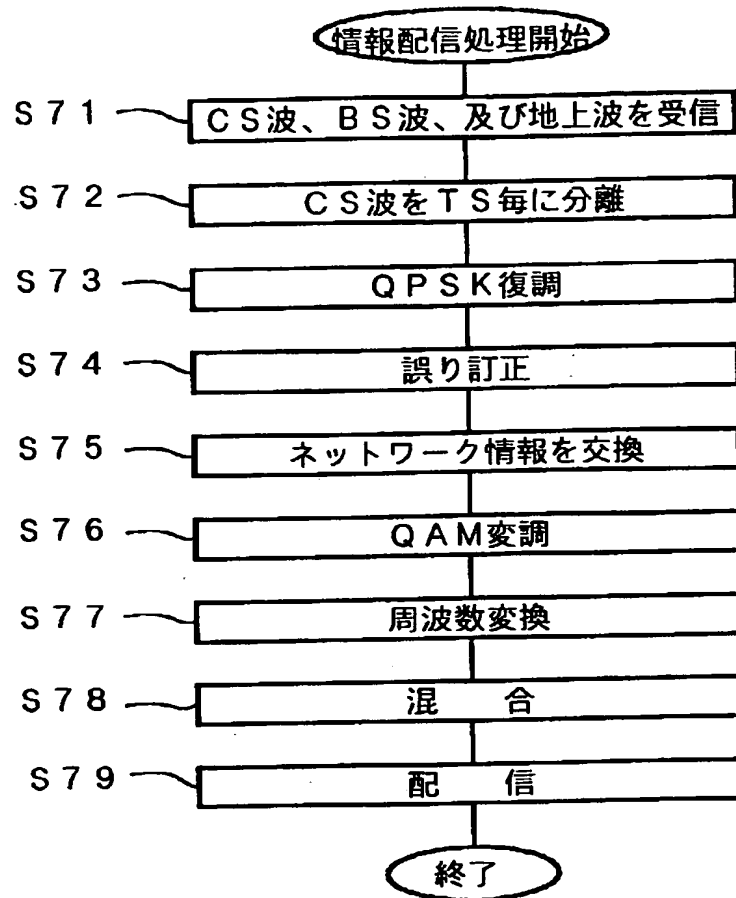 情報配信処理開始
S71 CS波、BS波、及び地上波を受信
S72 CS波をTS毎に分離
S73 QPSK復調
S74 誤り訂正
S75 ネットワーク情報を交換
S76 QAM変調
S77 周波数変換
S78 混 合
S79 配 信
終了